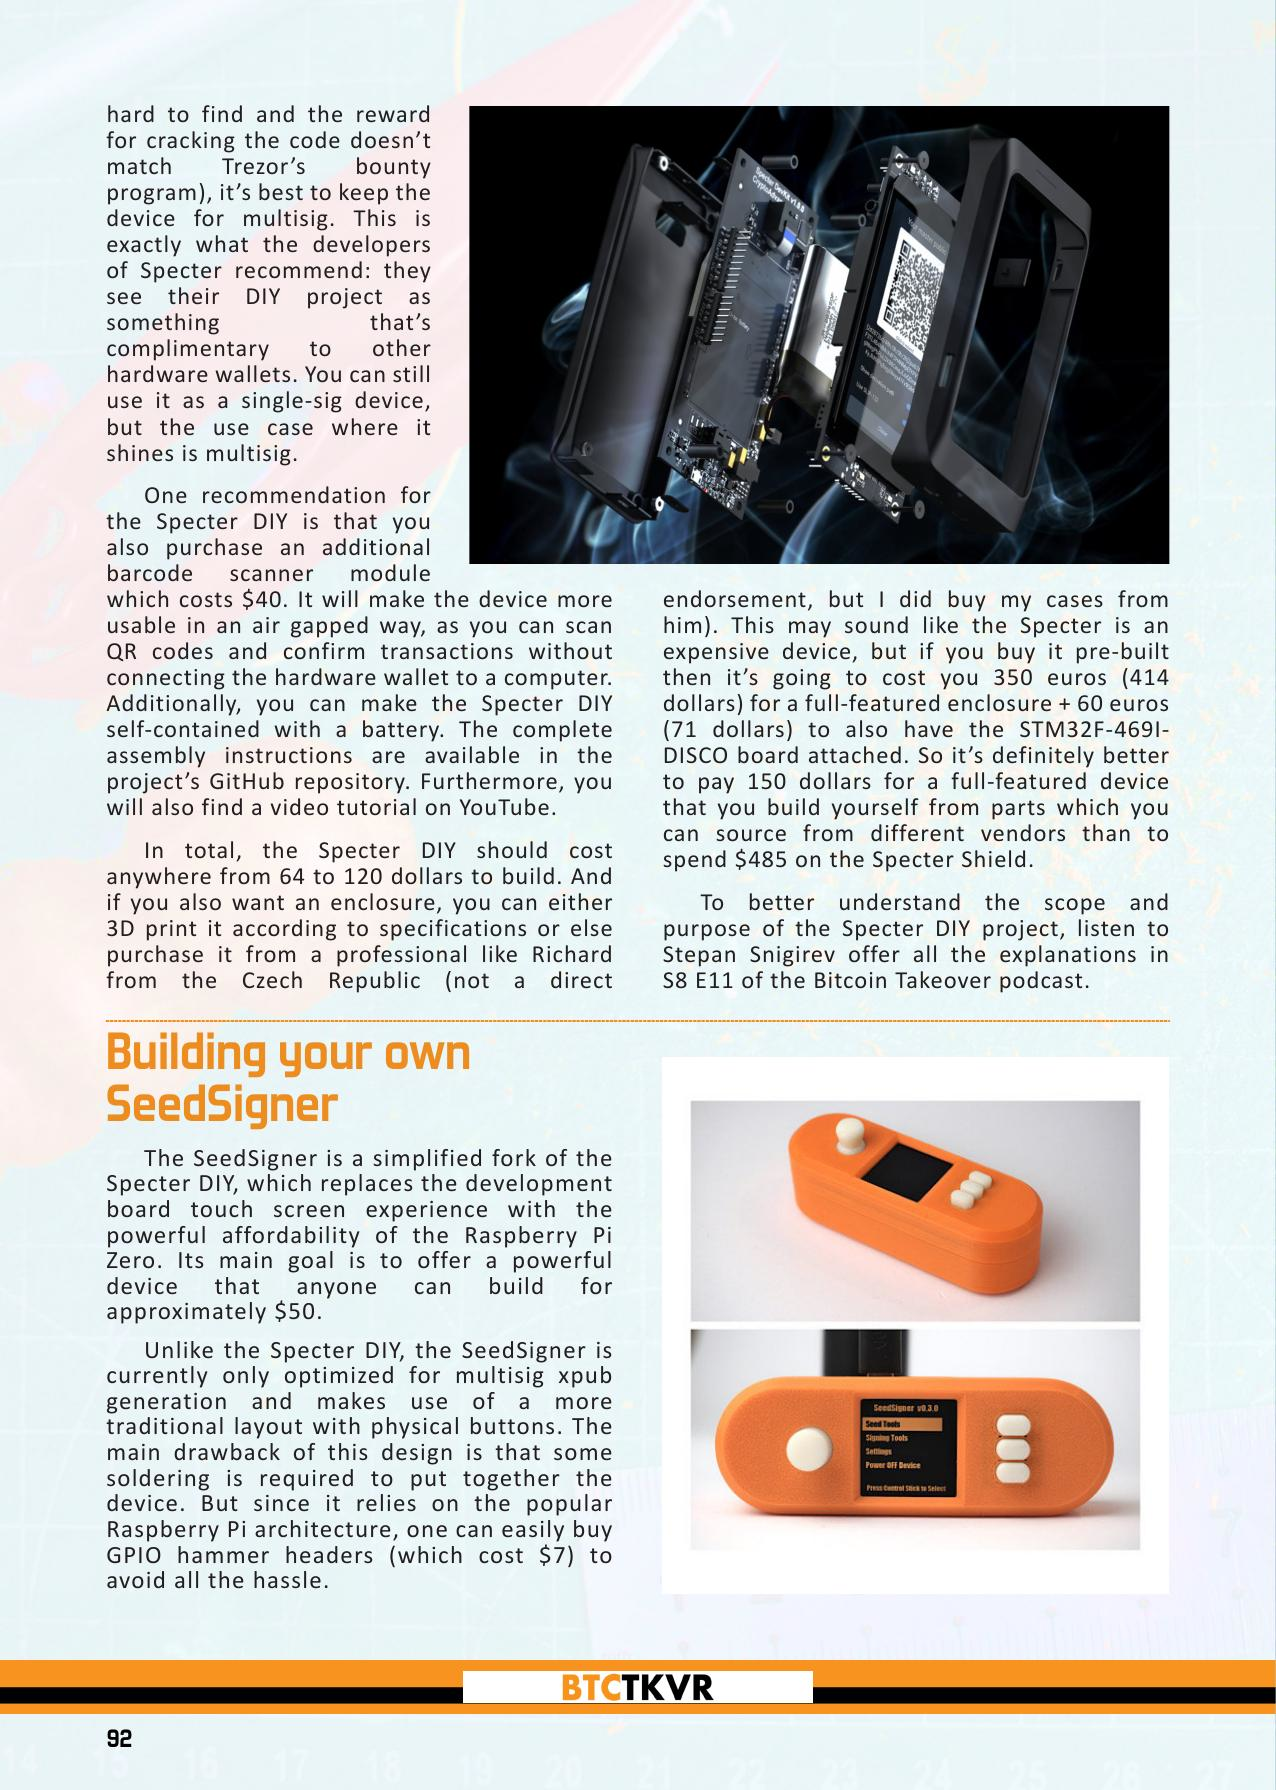 hard to find and the reward
for cracking the code doesn’t
match Trezor’s bounty
program), it’s best to keep the
device for multisig. This is
exactly what the developers
of Specter recommend: they
see their DIY project as
something that’s
complimentary to other
hardware wallets. You can still
use it as a single-sig device,
but the use case where it
shines is multisig.
One recommendation for
the Specter DIY is that you
also purchase an additional
barcode scanner module
which costs $40. It will make the device more
usable in an air gapped way, as you can scan
QR codes and confirm transactions without
connecting the hardware wallet to a computer.
Additionally, you can make the Specter DIY
self-contained with a battery. The complete
assembly instructions are available in the
project’s GitHub repository. Furthermore, you
will also find a video tutorial on YouTube.
In total, the Specter DIY should cost
anywhere from 64 to 120 dollars to build. And
if you also want an enclosure, you can either
3D print it according to specifications or else
purchase it from a professional like Richard
from the Czech Republic (not a direct
Your master public
endorsement, but I did buy my cases from
him). This may sound like the Specter is an
expensive device, but if you buy it pre-built
then it’s going to cost you 350 euros (414
dollars) for a full-featured enclosure + 60 euros
(71 dollars) to also have the STM32F-469I-
DISCO board attached. So it’s definitely better
to pay 150 dollars for a full-featured device
that you build yourself from parts which you
can source from different vendors than to
spend $485 on the Specter Shield.
To better understand the scope and
purpose of the Specter DIY project, listen to
Stepan Snigirev offer all the explanations in
S8 E11 of the Bitcoin Takeover podcast.
Building your own
SeedSigner
The SeedSigner is a simplified fork of the
Specter DIY, which replaces the development
board touch screen experience with the
powerful affordability of the Raspberry Pi
Zero. Its main goal is to offer a powerful
device that anyone can build for
approximately $50.
Unlike the Specter DIY, the SeedSigner is
currently only optimized for multisig xpub
generation and makes use of a more
traditional layout with physical buttons. The
main drawback of this design is that some
soldering is required to put together the
device. But since it relies on the popular
Raspberry Pi architecture, one can easily buy
GPIO hammer headers (which cost $7) to
avoid all the hassle.
SeedSigner v0.3.0
Seed Tools
Signing Tools
Settings
Power OFF Device
Press Control Stick to Select
BTCTKVR
92
14 15 16 17 18 19 20 21 22 23 24 25 26 27